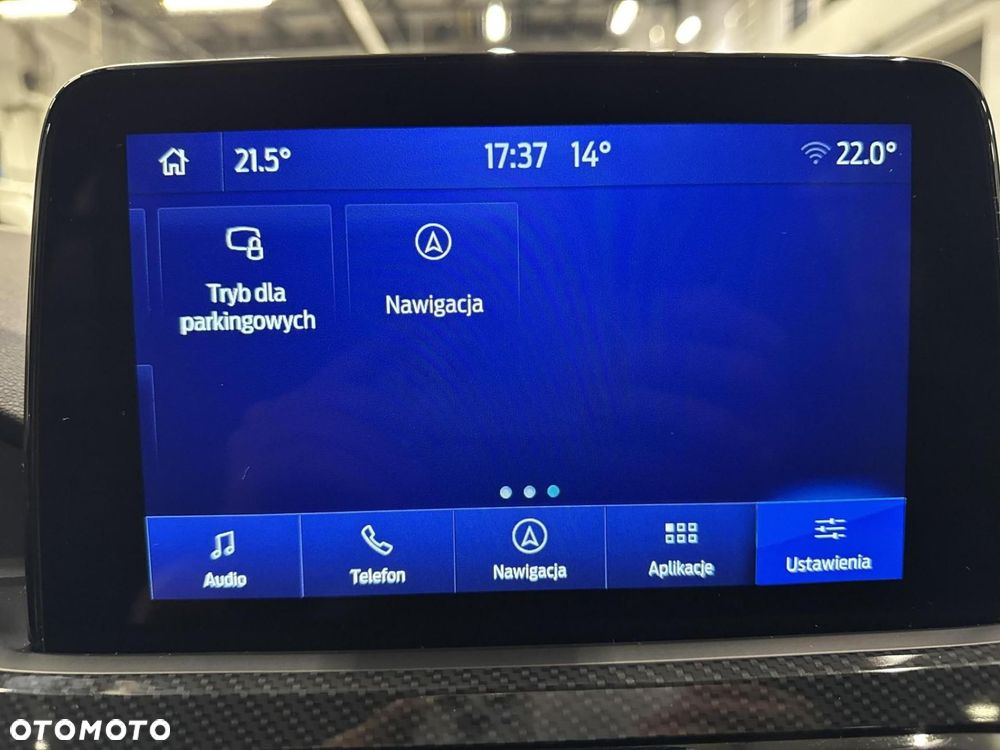 21.5° 17:37 14° 22.0°
Tryb dla
parkingowych
Nawigacja
Audio Telefon Nawigacja Aplikacje Ustawienia
OTOMOTO